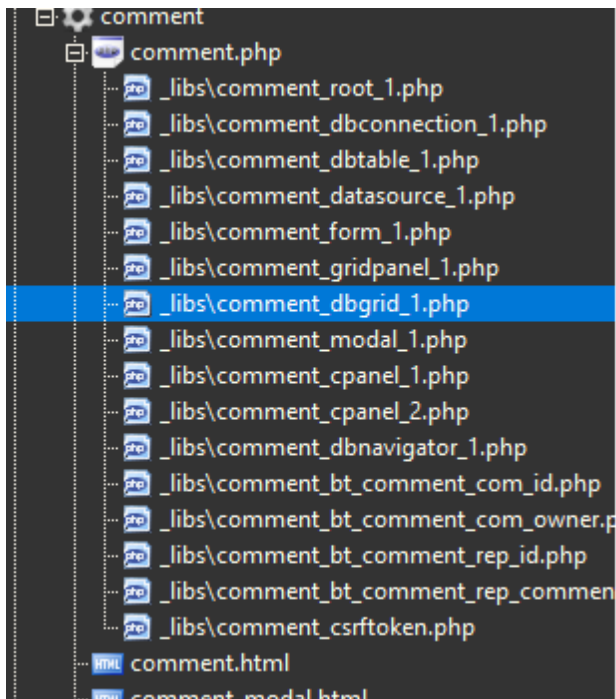 comment
comment.php
_libs\comment_root_1.php
_libs\comment_dbconnection_1.php
_libs\comment_dbtable_1.php
_libs\comment_datasource_1.php
_libs\comment_form_1.php
_libs\comment_gridpanel_1.php
_libs\comment_dbgrid_1.php
_libs\comment_modal_1.php
_libs\comment_cpanel_1.php
_libs\comment_cpanel_2.php
_libs\comment_dbnavigator_1.php
_libs\comment_bt_comment_com_id.php
_libs\comment_bt_comment_com_owner.p
_libs\comment_bt_comment_rep_id.php
_libs\comment_bt_comment_rep_commen
_libs\comment_csrftoken.php
comment.html
comment_modal.html